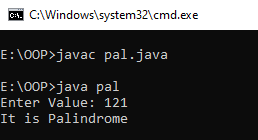 C:\Windows\system32\cmd.exe
E:\OOP>javac pal.java
E:\OOP>java pal
Enter Value: 121
It is Palindrome